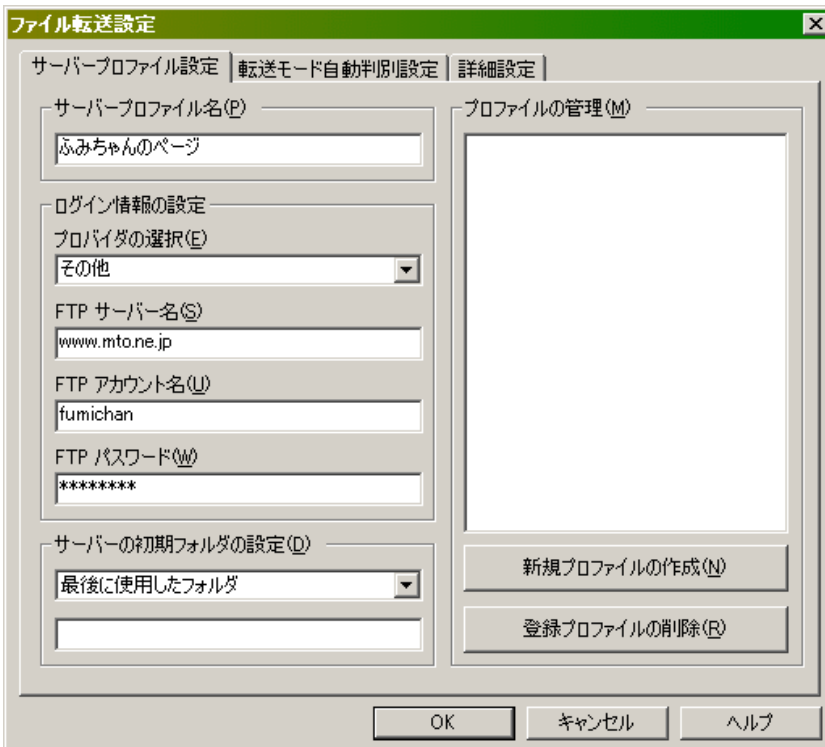 ファイル転送設定
サーバープロファイル設定
転送モード自動判別設定
詳細設定
サーバープロファイル名(P)
ふみちゃんのページ
ログイン情報の設定
プロバイダの選択(E)
その他
FTP サーバー名(S)
www.mto.ne.jp
FTP アカウント名(U)
fumichan
FTP パスワード(W)
********
サーバーの初期フォルダの設定(D)
最後に使用したフォルダ
プロファイルの管理(M)
新規プロファイルの作成(N)
登録プロファイルの削除(R)
OK
キャンセル
ヘルプ